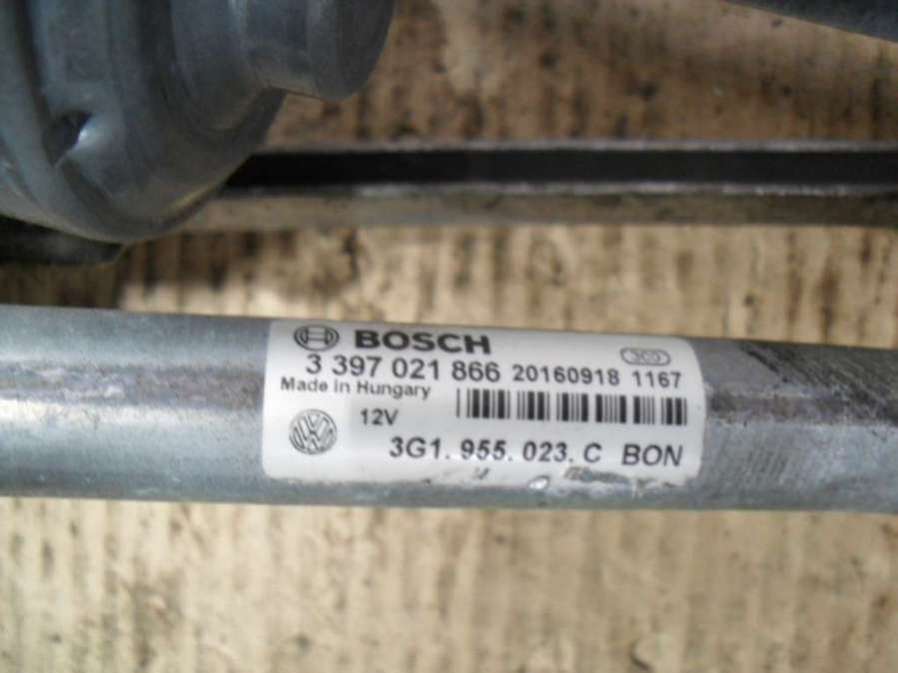 BOSCH
3 397 021 866 20160918 1167
Made in Hungary
12V
3G1. 955. 023. C BON